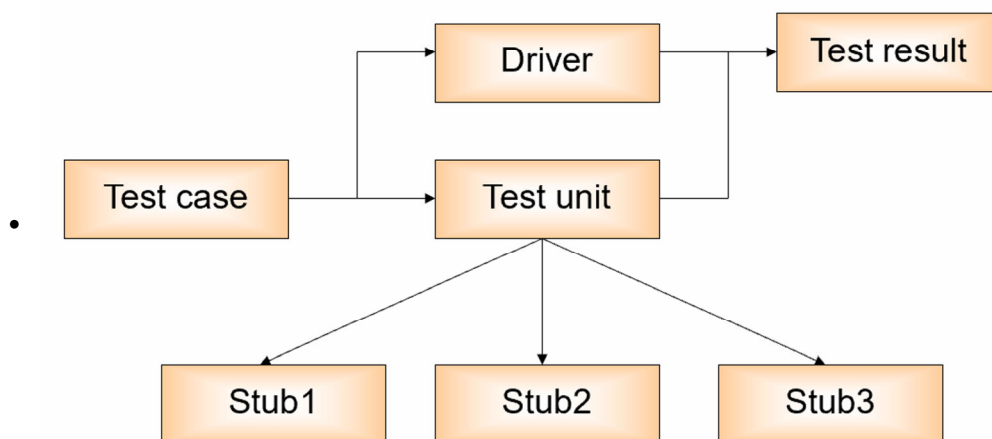 Driver
Test result
Test case
Test unit
Stub1
Stub2
Stub3